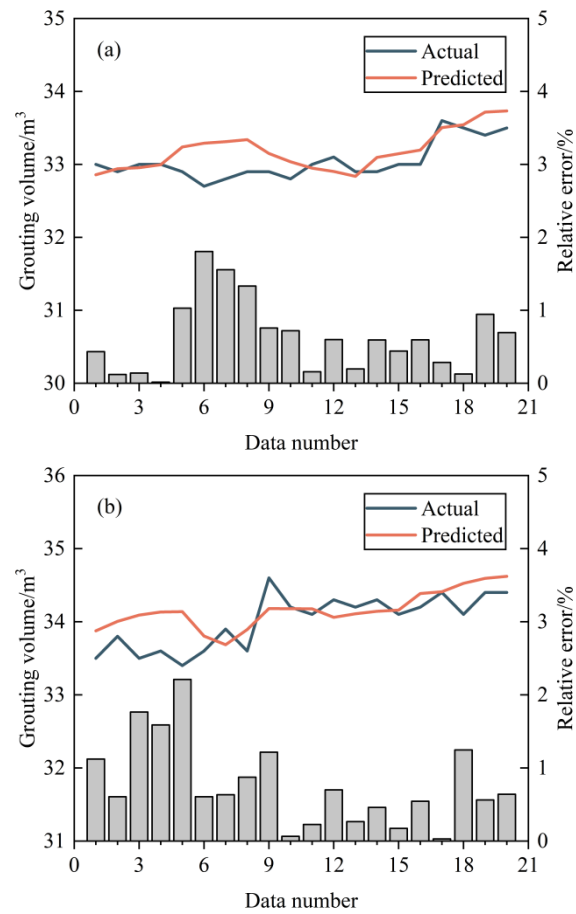 (a)
Actual
Predicted
Grouting volume/m³
Relative error/%
35
34
33
32
31
30
5
4
3
2
1
0
0 3 6 9 12 15 18 21
Data number
(b)
Actual
Predicted
Grouting volume/m³
Relative error/%
36
35
34
33
32
31
5
4
3
2
1
0
0 3 6 9 12 15 18 21
Data number